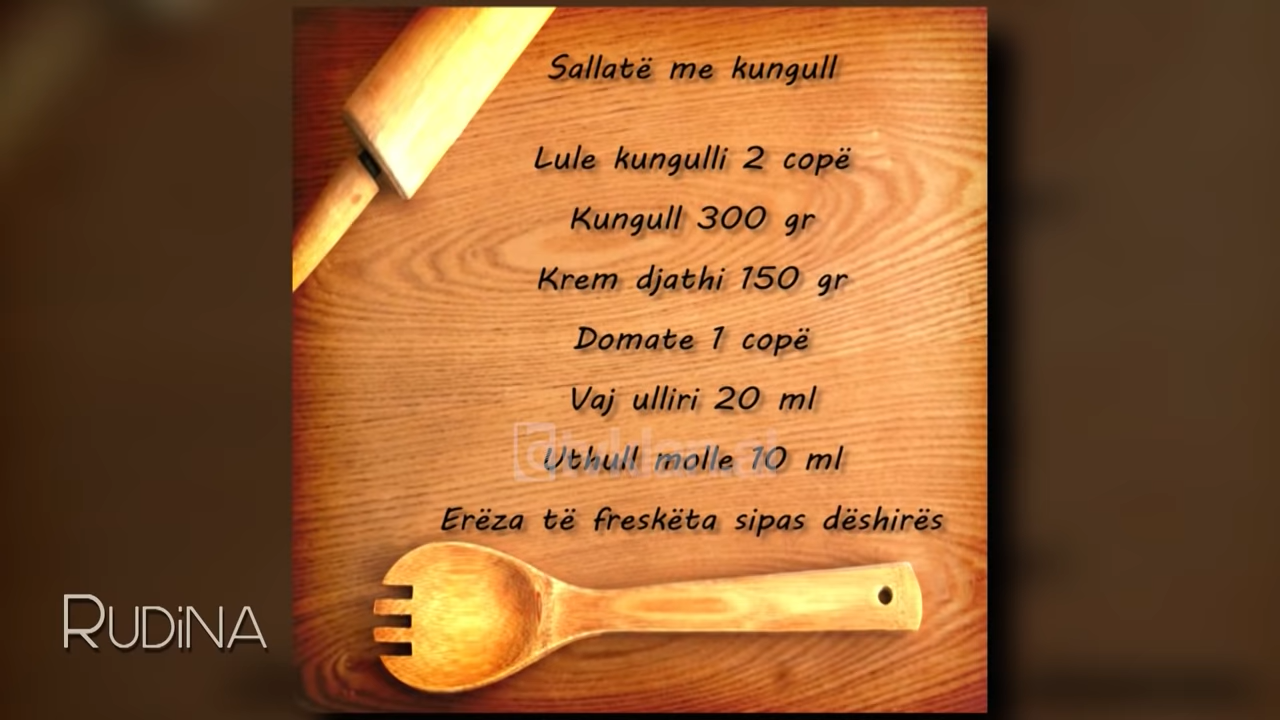 Sallatë me kungull
Lule kungulli 2 copë
Kungull 300 gr
Krem djathi 150 gr
Domate 1 copë
Vaj ulliri 20 ml
Uthull molle 10 ml
Erëza të freskëta sipas dëshirës
RUDiNA